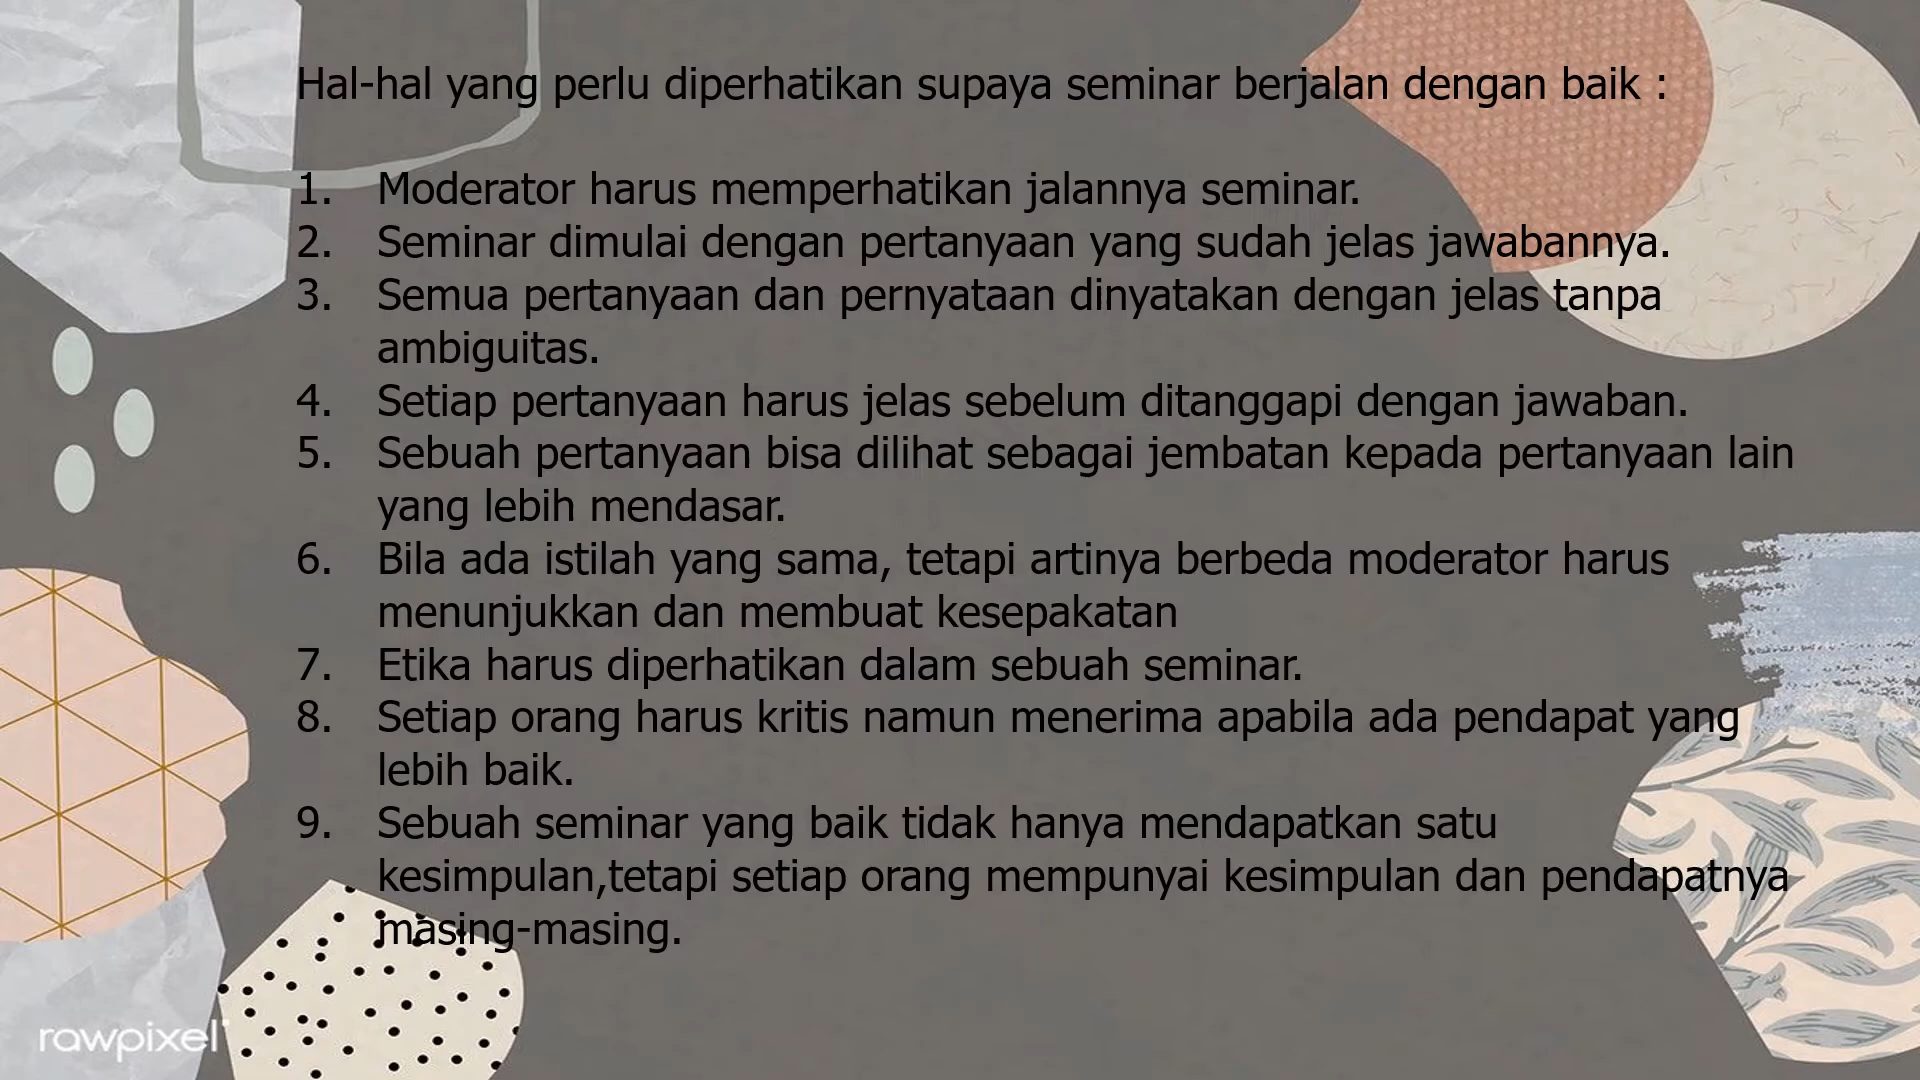 Hal-hal yang perlu diperhatikan supaya seminar berjalan dengan baik :
1. Moderator harus memperhatikan jalannya seminar.
2. Seminar dimulai dengan pertanyaan yang sudah jelas jawabannya.
3. Semua pertanyaan dan pernyataan dinyatakan dengan jelas tanpa
ambiguitas.
4. Setiap pertanyaan harus jelas sebelum ditanggapi dengan jawaban.
5. Sebuah pertanyaan bisa dilihat sebagai jembatan kepada pertanyaan lain
yang lebih mendasar.
6. Bila ada istilah yang sama, tetapi artinya berbeda moderator harus
menunjukkan dan membuat kesepakatan
7. Etika harus diperhatikan dalam sebuah seminar.
8. Setiap orang harus kritis namun menerima apabila ada pendapat yang
lebih baik.
9. Sebuah seminar yang baik tidak hanya mendapatkan satu
kesimpulan,tetapi setiap orang mempunyai kesimpulan dan pendapatnya
masing-masing.
rawpixel